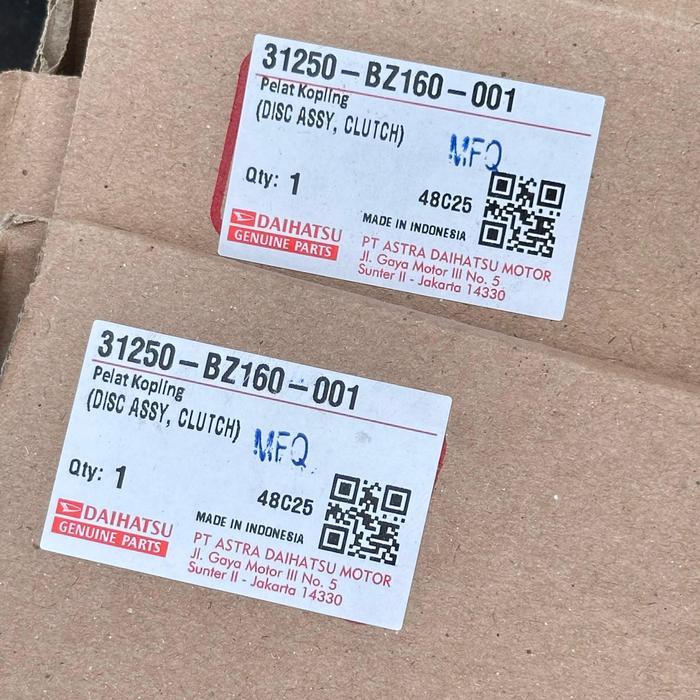 31250-BZ160-001
Pelat Kopling
(DISC ASSY, CLUTCH)
MFQ
Qty: 1
48C25
MADE IN INDONESIA
DAIHATSU
GENUINE PARTS
PT ASTRA DAIHATSU MOTOR
Jl. Gaya Motor III No. 5
Sunter II - Jakarta 14330
31250-BZ160-001
Pelat Kopling
(DISC ASSY, CLUTCH)
MFQ
Qty: 1
48C25
MADE IN INDONESIA
DAIHATSU
GENUINE PARTS
PT ASTRA DAIHATSU MOTOR
Jl. Gaya Motor III No. 5
Sunter II - Jakarta 14330